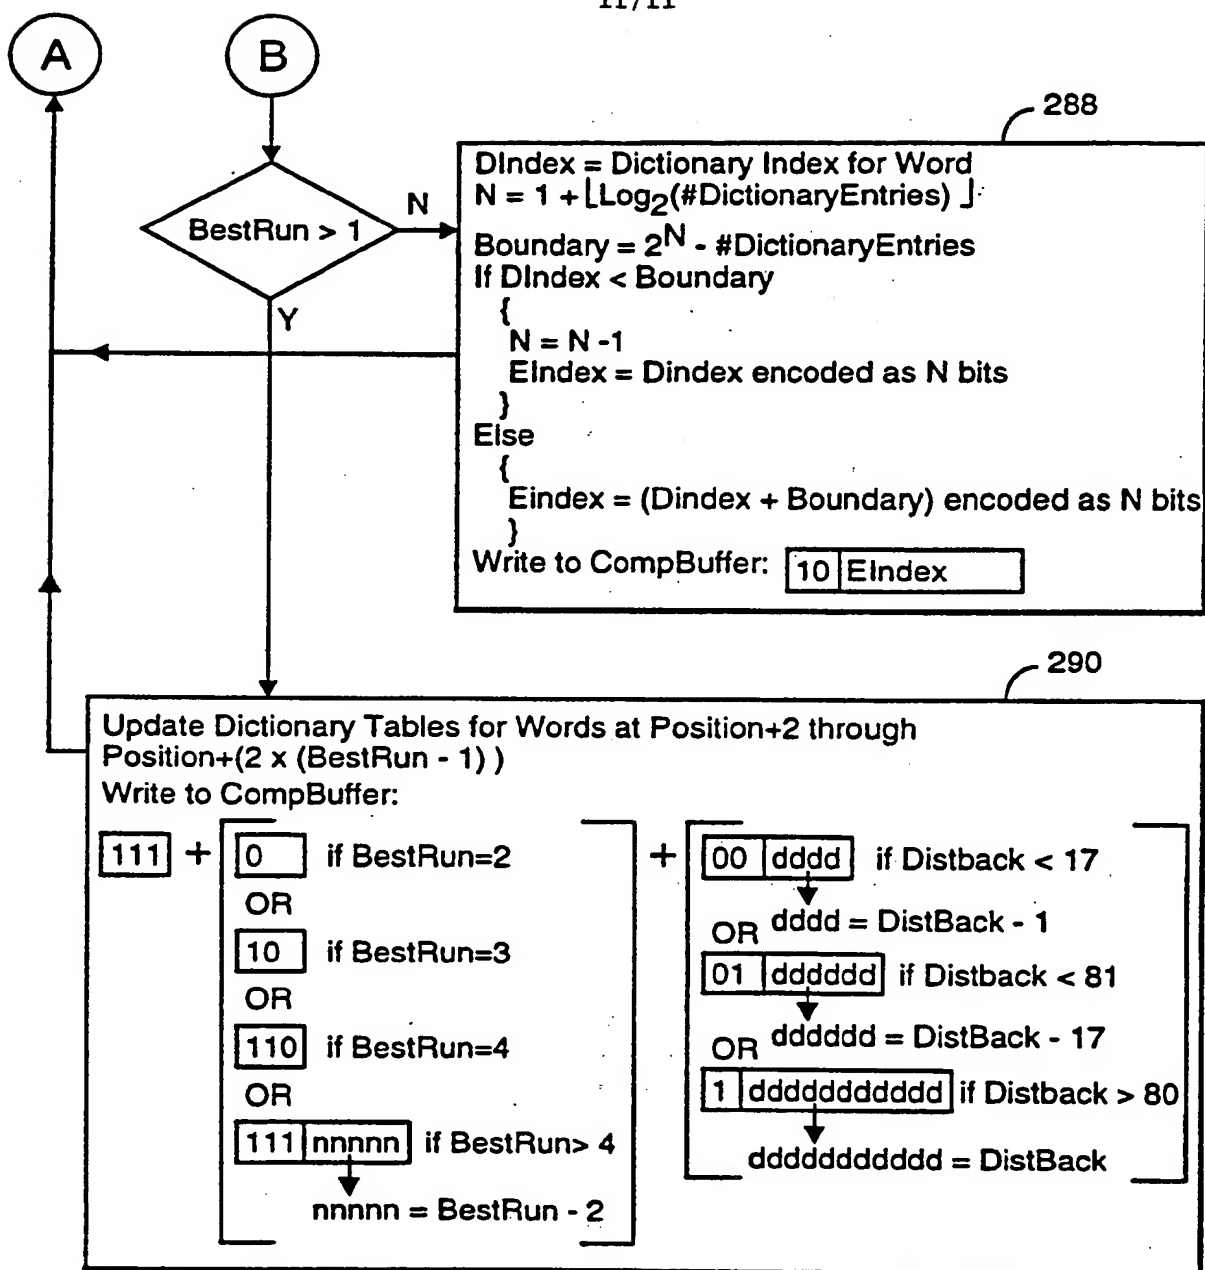 11/11
A
B
288
BestRun > 1
N
Y
DIndex = Dictionary Index for Word
N = 1 + ⌊Log2(#DictionaryEntries) ⌋
Boundary = 2^N - #DictionaryEntries
If DIndex < Boundary
{
N = N -1
EIndex = Dindex encoded as N bits
}
Else
{
Eindex = (Dindex + Boundary) encoded as N bits
}
Write to CompBuffer: 10 EIndex
290
Update Dictionary Tables for Words at Position+2 through
Position+(2 x (BestRun - 1) )
Write to CompBuffer:
111 +
0 if BestRun=2
OR
10 if BestRun=3
OR
110 if BestRun=4
OR
111 nnnnn if BestRun> 4
nnnnn = BestRun - 2
+
00 dddd if Distback < 17
dddd = DistBack - 1
OR
01 dddddd if Distback < 81
dddddd = DistBack - 17
OR
1 ddddddddddd if Distback > 80
ddddddddddd = DistBack